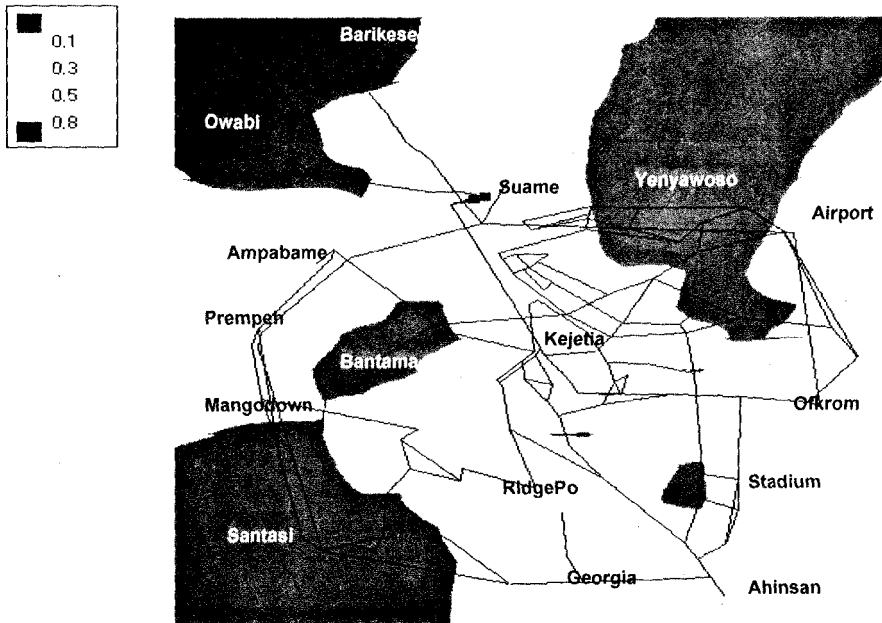 0.1
0.3
0.5
0.8
Barikese
Owabi
Suame
Yenyawoso
Airport
Ampabame
Prempeh
Kejetia
Bantama
Mangodown
Ofkrom
Stadium
RidgePo
Santasi
Georgia
Ahinsan